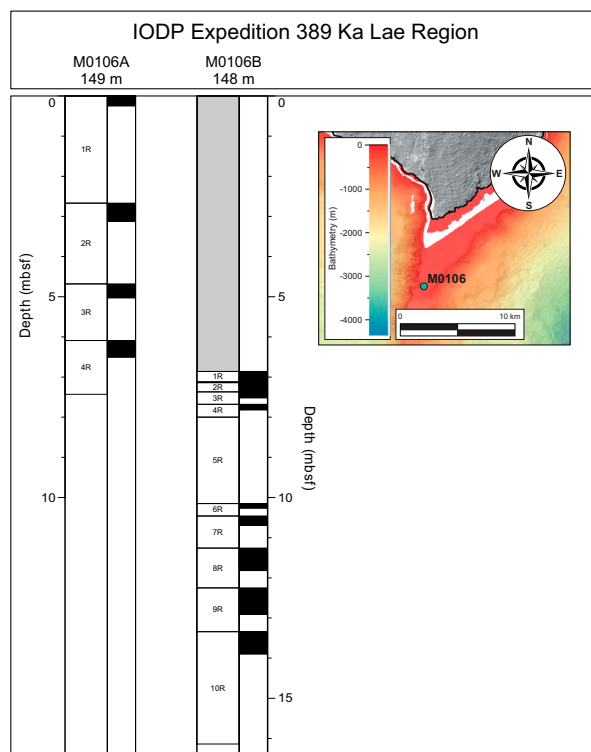 IODP Expedition 389 Ka Lae Region
M0106A
149 m
M0106B
148 m
0
5
10
Depth (mbsf)
1R
2R
3R
4R
1R
2R
3R
4R
5R
6R
7R
8R
9R
10R
0
5
10
15
Depth (mbsf)
0
-1000
-2000
-3000
-4000
Bathymetry (m)
N
W
E
S
M0106
0
10 km